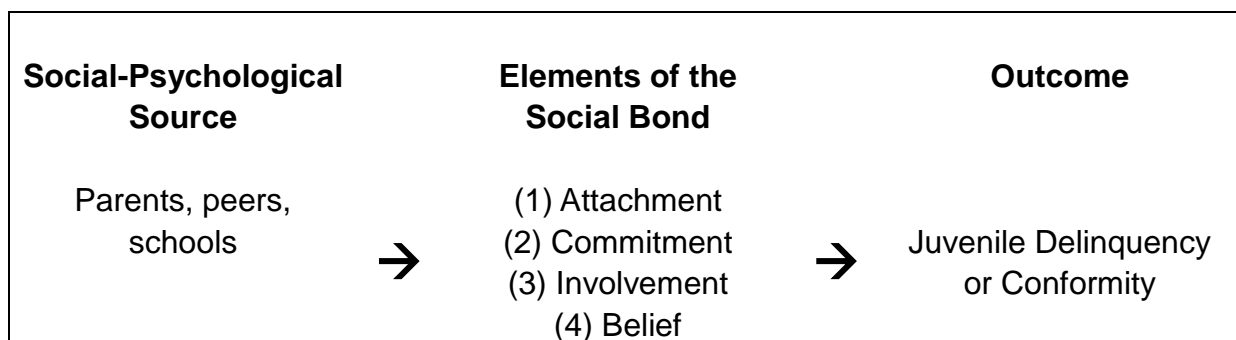 Social-Psychological
Source
Elements of the
Social Bond
Outcome
Parents, peers,
schools
→
(1) Attachment
(2) Commitment
(3) Involvement
(4) Belief
→
Juvenile Delinquency
or Conformity